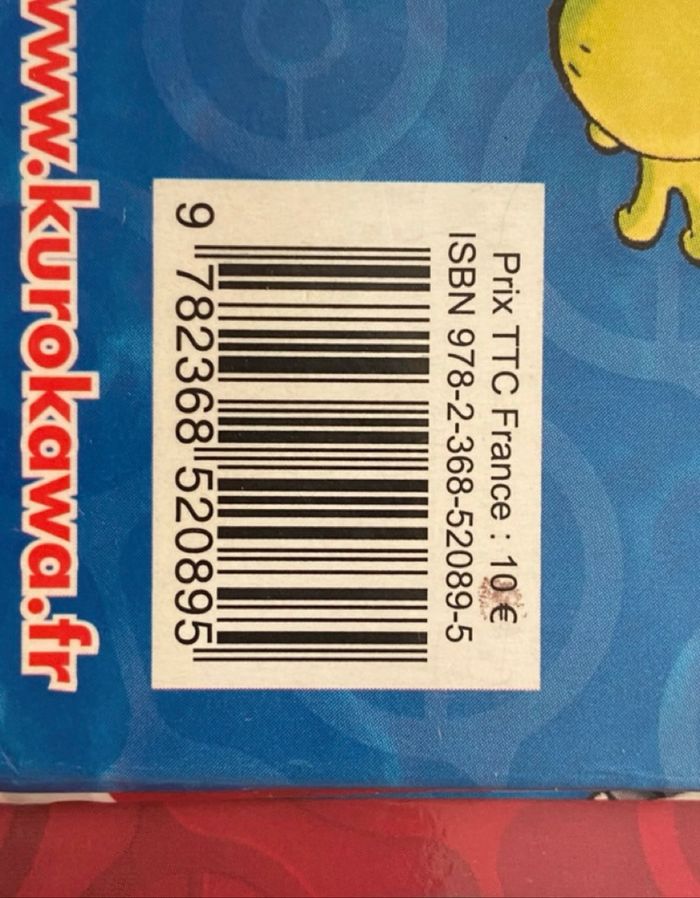 Prix TTC France : 10 €
ISBN 978-2-368-52089-5
9 782368 520895
www.kurokawa.fr